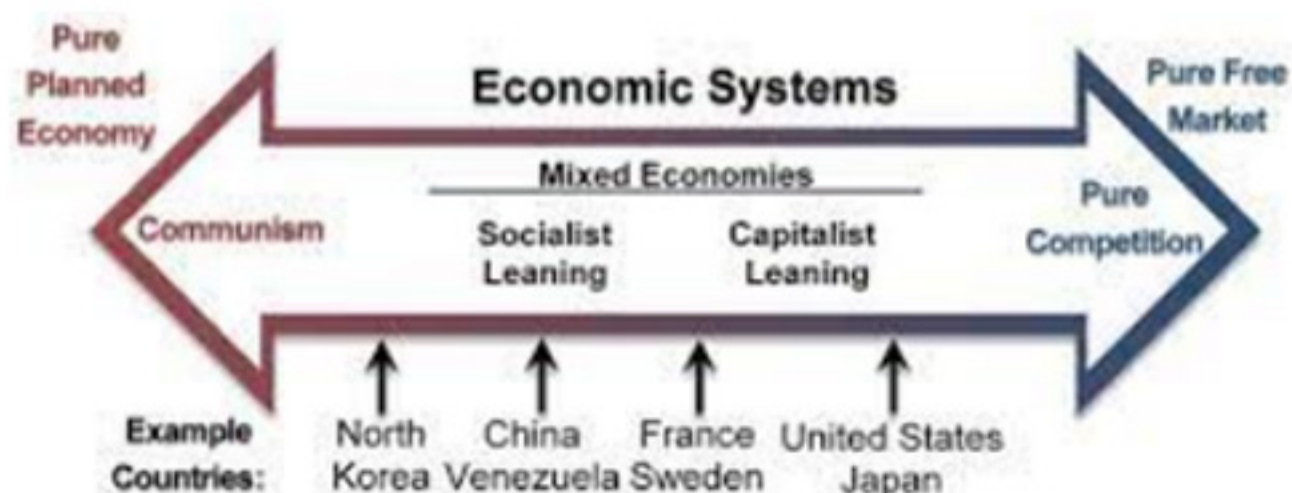 Pure
Planned
Economy
Economic Systems
Pure Free
Market
Mixed Economies
Communism
Socialist
Leaning
Capitalist
Leaning
Pure
Competition
Example
Countries:
North
Korea
China
Venezuela
France
Sweden
United States
Japan